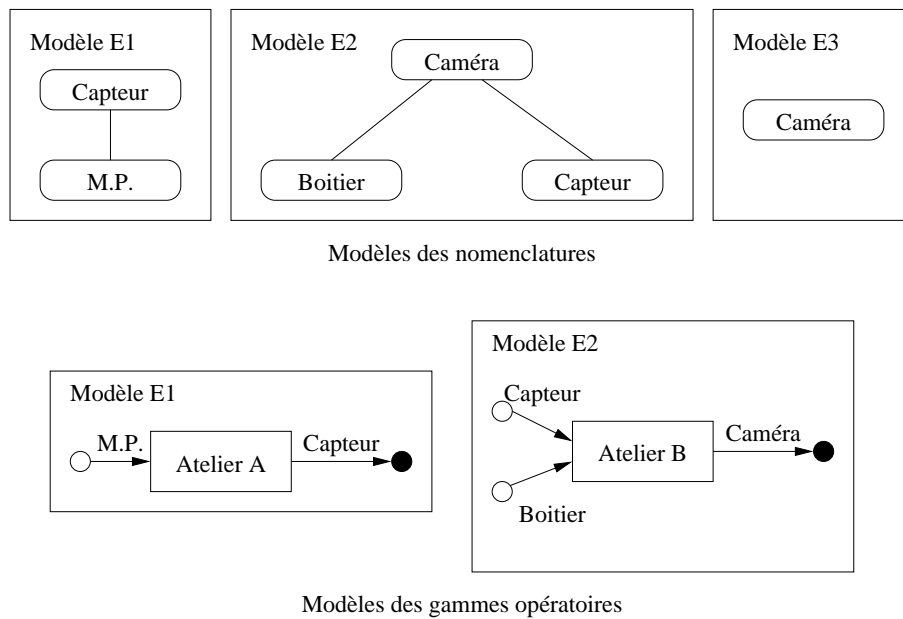 Modèle E1
Capteur
M.P.
Modèle E2
Caméra
Boitier
Capteur
Modèle E3
Caméra
Modèles des nomenclatures
Modèle E1
M.P.
Atelier A
Capteur
Modèle E2
Capteur
Boitier
Atelier B
Caméra
Modèles des gammes opératoires